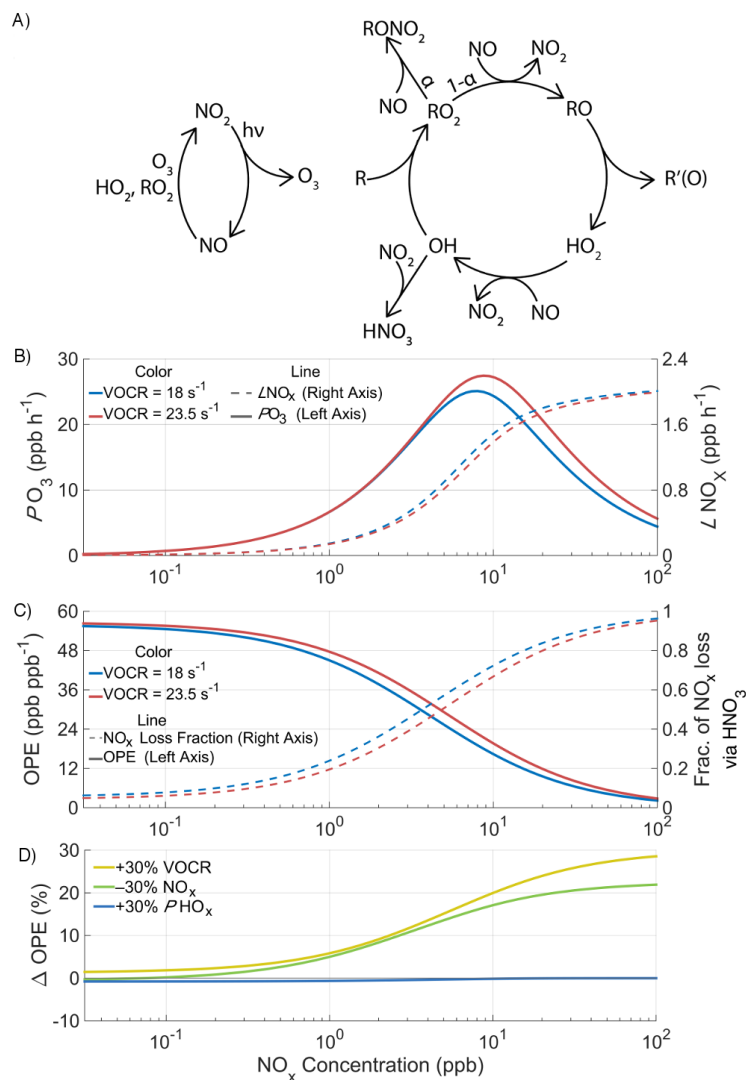 A)
RONO₂
NO
NO₂
α
1-α
NO₂
hν
NO
RO₂
RO
O₃
HO₂, RO₂
O₃
R
R′(O)
NO
NO₂
OH
HO₂
HNO₃
NO₂
NO
B)
30
20
10
0
PO₃ (ppb h⁻¹)
Color
VOCR = 18 s⁻¹
VOCR = 23.5 s⁻¹
Line
LNOₓ (Right Axis)
PO₃ (Left Axis)
2.4
1.6
0.8
0
L NOX (ppb h⁻¹)
10⁻¹ 10⁰ 10¹ 10²
C)
60
48
36
24
12
0
OPE (ppb ppb⁻¹)
Color
VOCR = 18 s⁻¹
VOCR = 23.5 s⁻¹
Line
NOₓ Loss Fraction (Right Axis)
OPE (Left Axis)
1
0.8
0.6
0.4
0.2
0
Frac. of NOₓ loss
via HNO₃
10⁻¹ 10⁰ 10¹ 10²
D)
30
20
10
0
-10
Δ OPE (%)
+30% VOCR
–30% NOₓ
+30% P HOₓ
10⁻¹ 10⁰ 10¹ 10²
NOₓ Concentration (ppb)